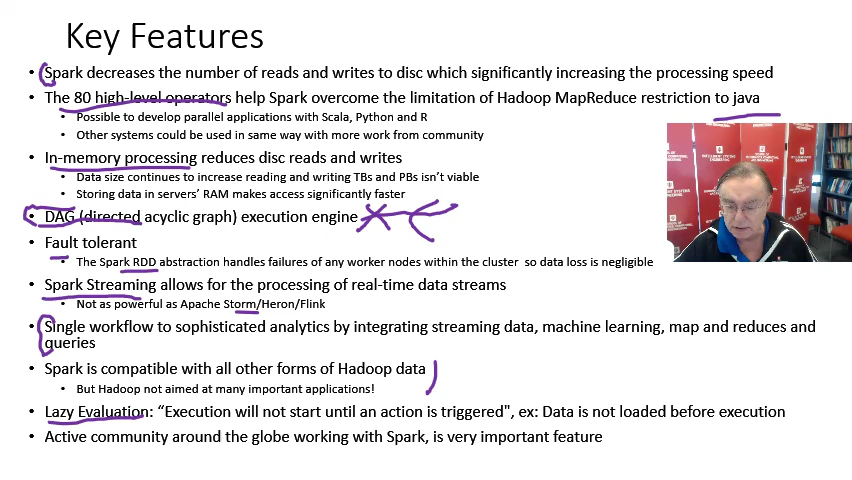 Key Features
• Spark decreases the number of reads and writes to disc which significantly increasing the processing speed
• The 80 high-level operators help Spark overcome the limitation of Hadoop MapReduce restriction to java
• Possible to develop parallel applications with Scala, Python and R
• Other systems could be used in same way with more work from community
• In-memory processing reduces disc reads and writes
• Data size continues to increase reading and writing TBs and PBs isn't viable
• Storing data in servers' RAM makes access significantly faster
• DAG (directed acyclic graph) execution engine
• Fault tolerant
• The Spark RDD abstraction handles failures of any worker nodes within the cluster so data loss is negligible
• Spark Streaming allows for the processing of real-time data streams
• Not as powerful as Apache Storm/Heron/Flink
• Single workflow to sophisticated analytics by integrating streaming data, machine learning, map and reduces and
queries
• Spark is compatible with all other forms of Hadoop data
• But Hadoop not aimed at many important applications!
• Lazy Evaluation: “Execution will not start until an action is triggered", ex: Data is not loaded before execution
• Active community around the globe working with Spark, is very important feature